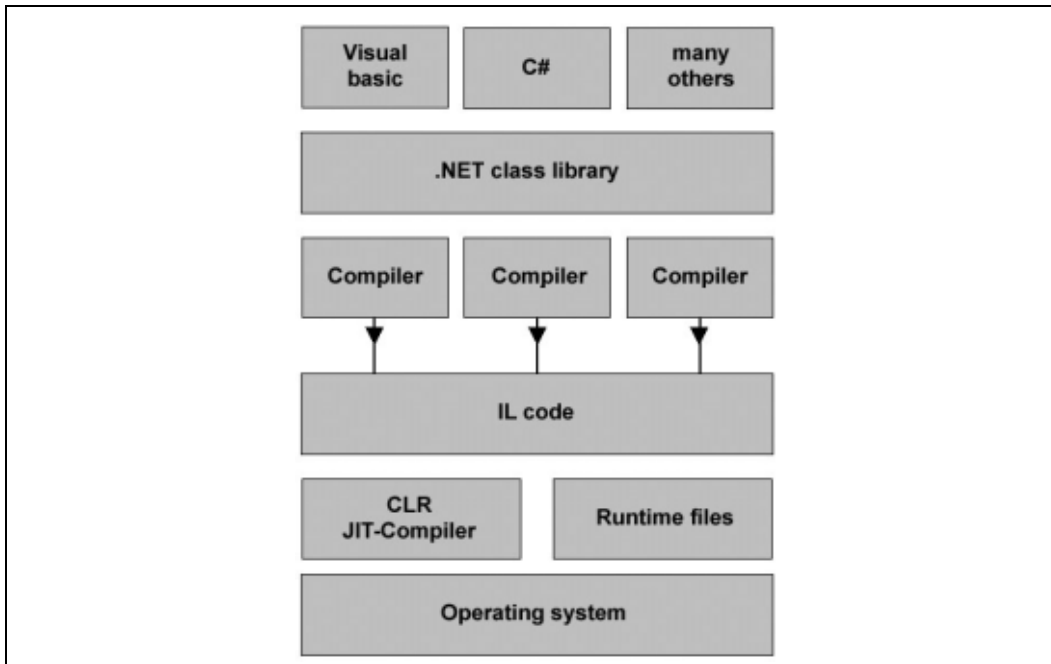 Visual
basic
C#
many
others
.NET class library
Compiler
Compiler
Compiler
IL code
CLR
JIT-Compiler
Runtime files
Operating system